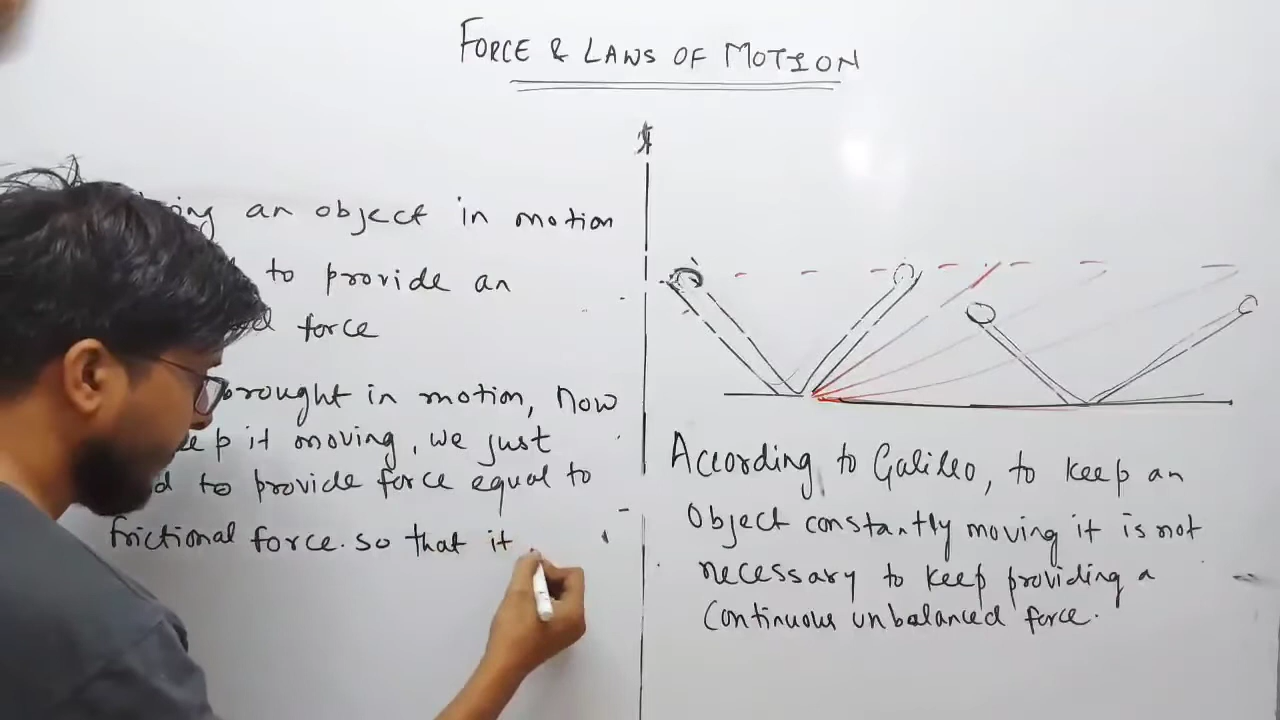 FORCE & LAWS OF MOTION
an object in motion
to provide an
force
brought in motion, now
it moving, we just
to provide force equal to
frictional force. so that it
According to Galileo, to keep an
Object constantly moving it is not
necessary to keep providing a
Continuous unbalanced force.